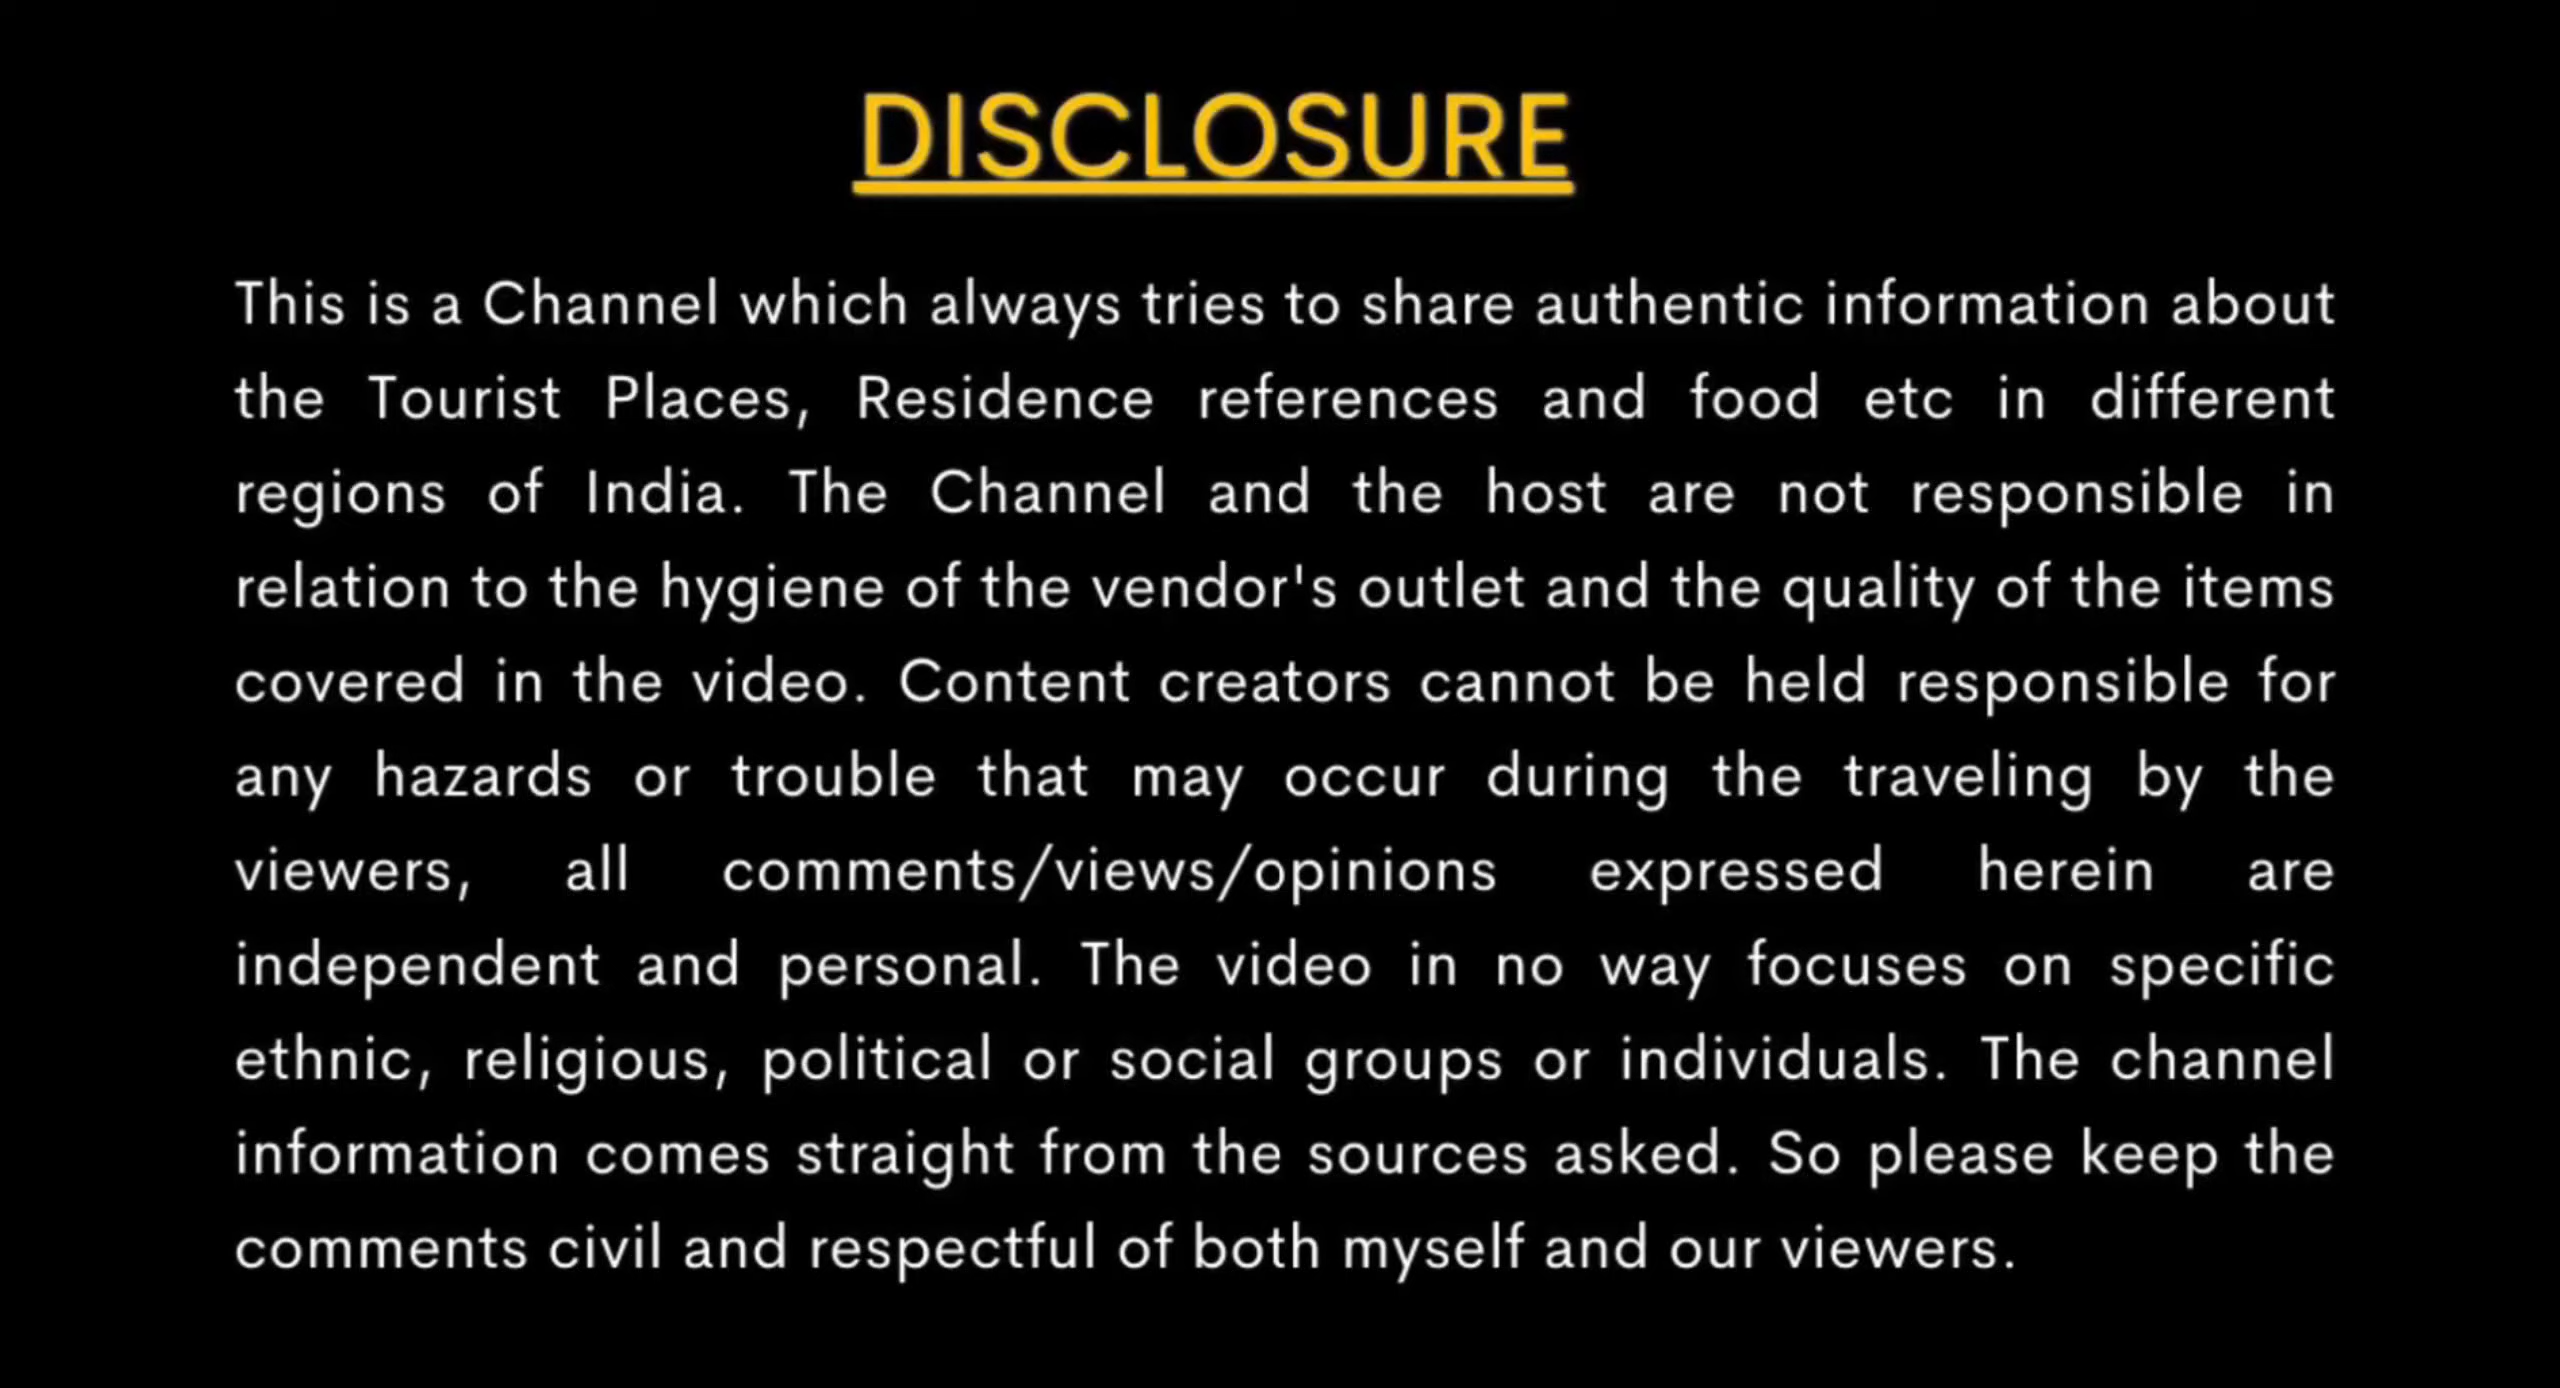 DISCLOSURE
This is a Channel which always tries to share authentic information about
the Tourist Places, Residence references and food etc in different
regions of India. The Channel and the host are not responsible in
relation to the hygiene of the vendor's outlet and the quality of the items
covered in the video. Content creators cannot be held responsible for
any hazards or trouble that may occur during the traveling by the
viewers, all comments/views/opinions expressed herein are
independent and personal. The video in no way focuses on specific
ethnic, religious, political or social groups or individuals. The channel
information comes straight from the sources asked. So please keep the
comments civil and respectful of both myself and our viewers.